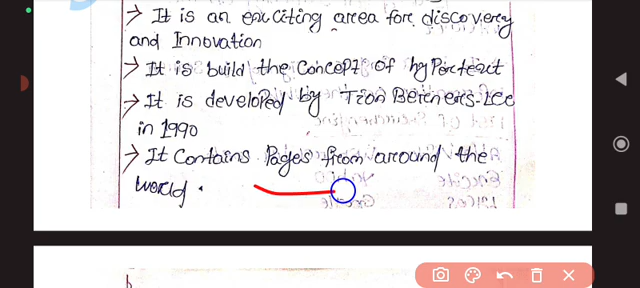 → It is an exciting area for discovery
and Innovation
→ It is build the Concept of hyPertext
→ It is developed by Tion Berners-Lee
in 1990
→ It Contains Pages from around the
world.